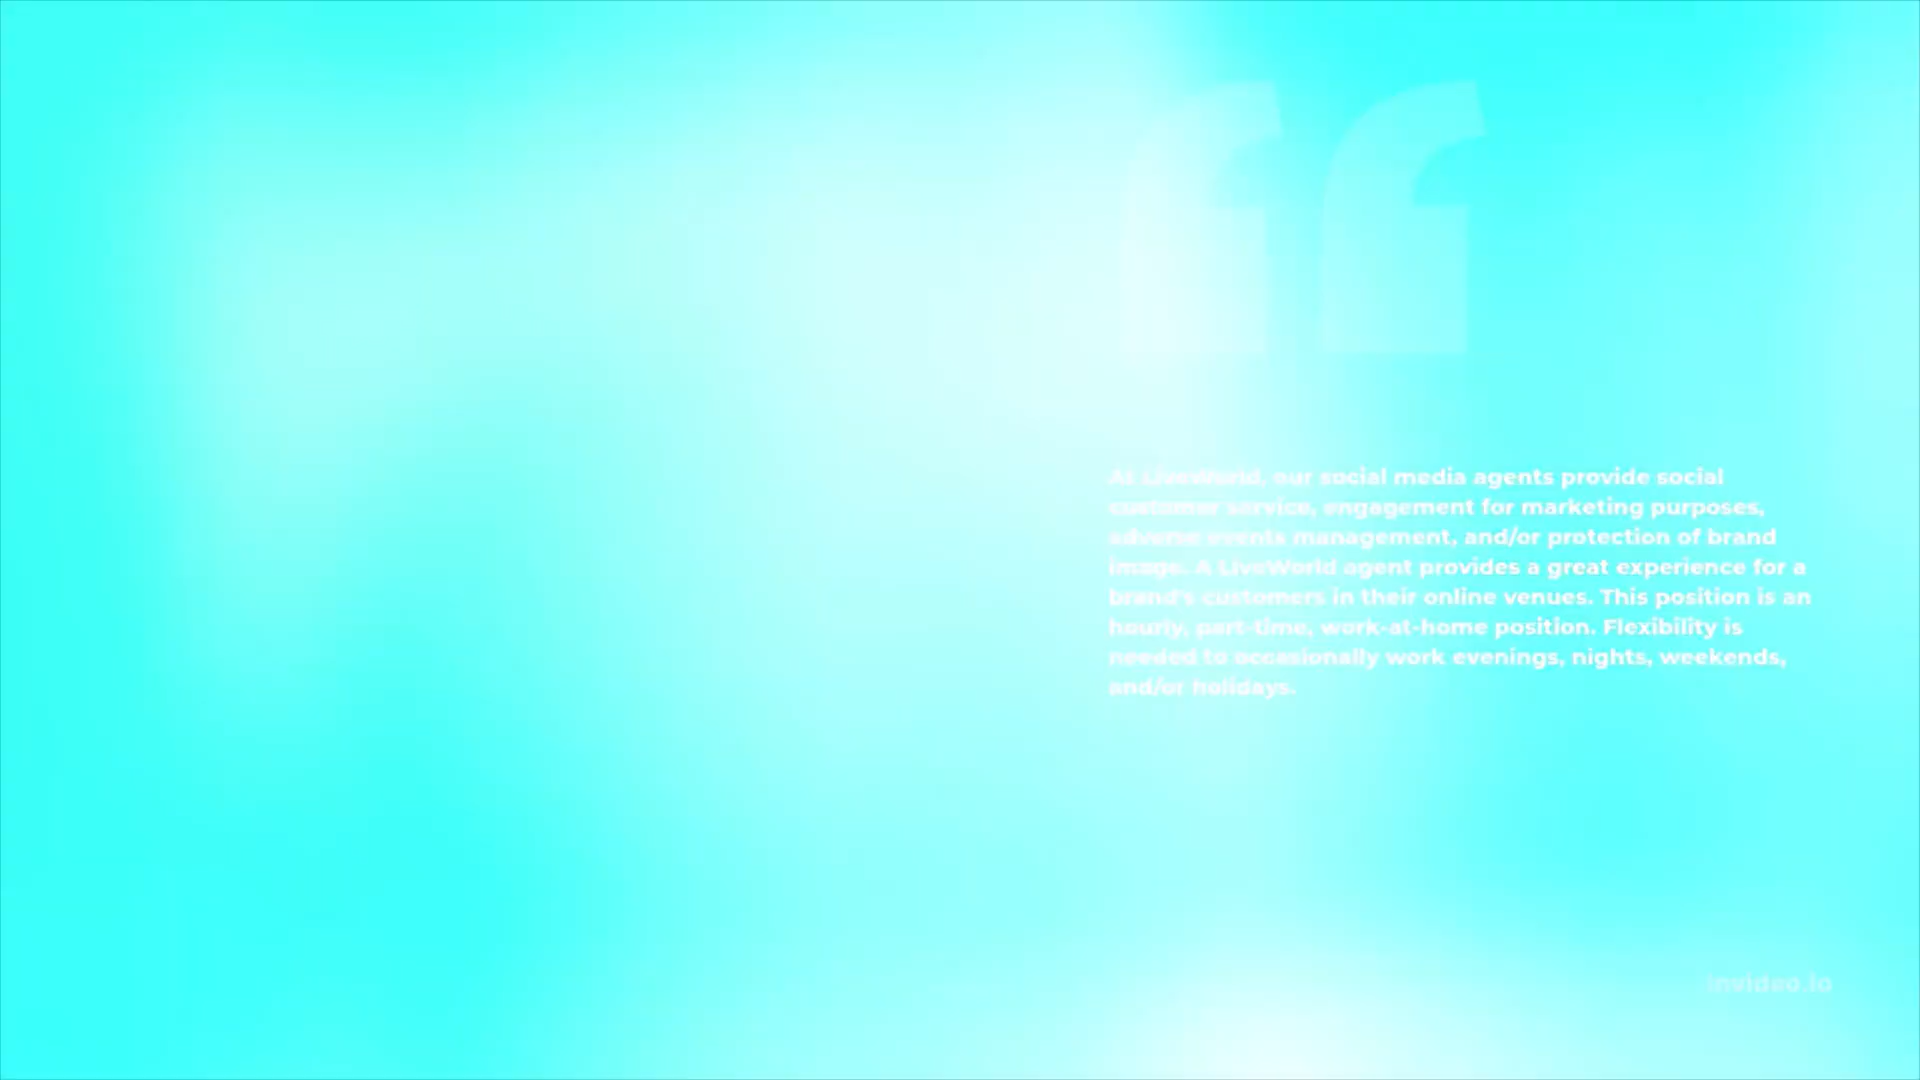 At LiveWorld, our social media agents provide social
customer service, engagement for marketing purposes,
adverse events management, and/or protection of brand
image. A LiveWorld agent provides a great experience for a
brand's customers in their online venues. This position is an
hourly, part-time, work-at-home position. Flexibility is
needed to occasionally work evenings, nights, weekends,
and/or holidays.
invideo.io